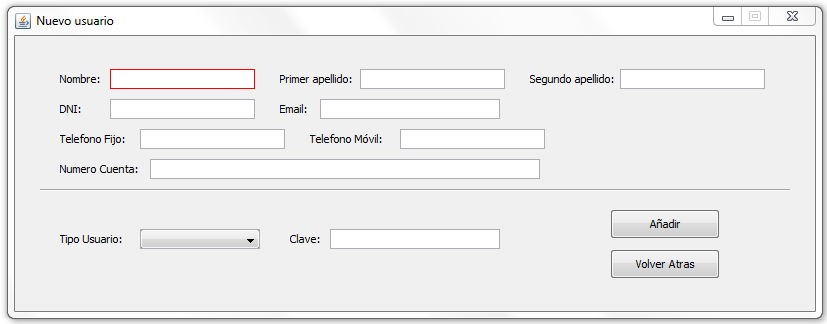 Nuevo usuario
Nombre: Primer apellido: Segundo apellido:
DNI: Email:
Telefono Fijo: Telefono Móvil:
Numero Cuenta:
Añadir
Tipo Usuario: Clave:
Volver Atras